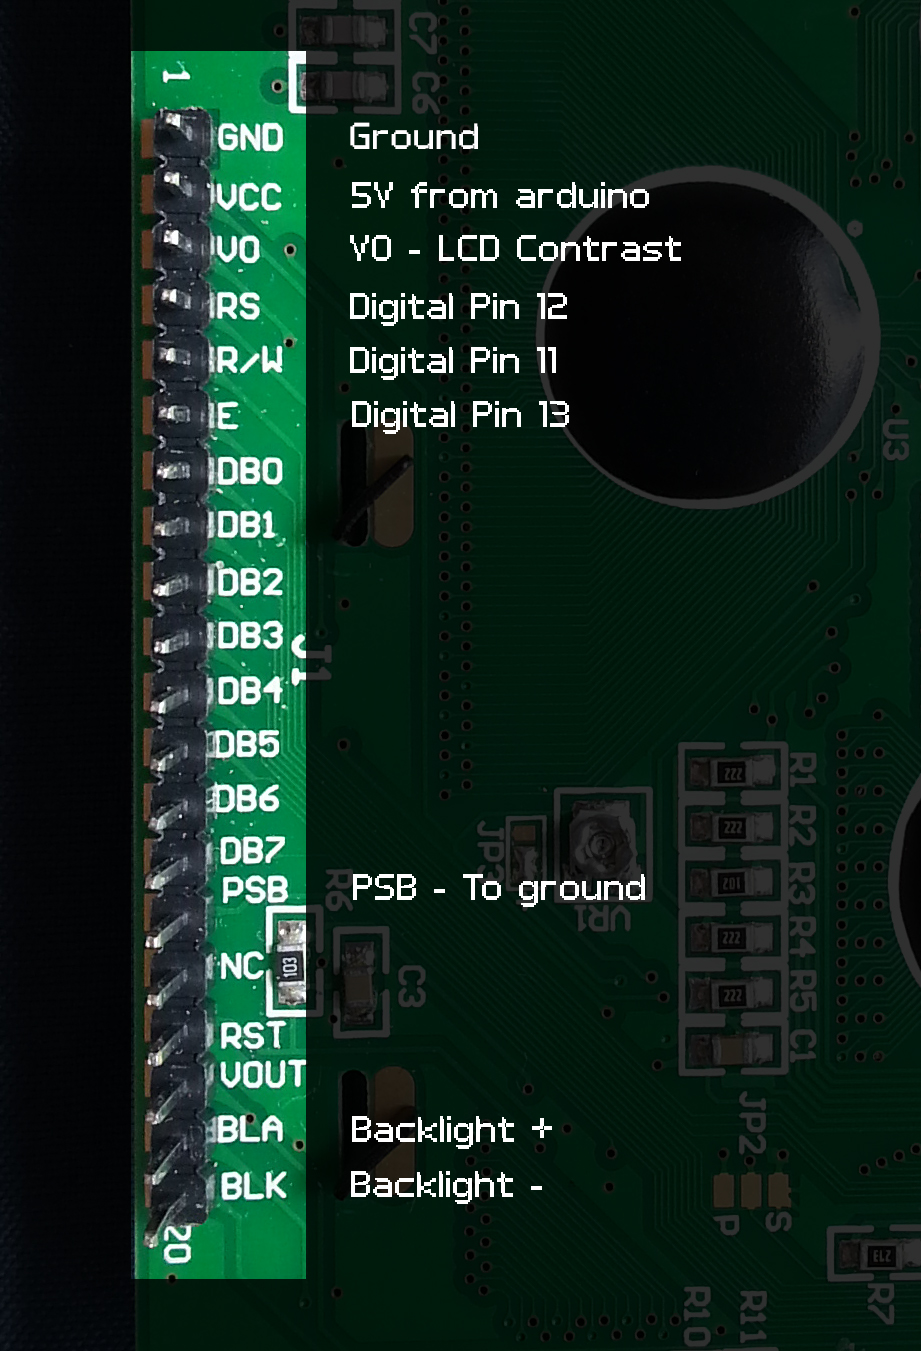 C7
1
C6
GND Ground
VCC 5V from arduino
VO VO - LCD Contrast
RS Digital Pin 12
R/W Digital Pin 11
E Digital Pin 13
U3
DB0
DB1
DB2
DB3
J1
DB4
DB5
DB6
DB7
PSB PSB - To ground
NC
103
RST
VOUT
BLA Backlight +
BLK Backlight -
20
R6
C3
JP3
VR1
222 R1
222 R2
201 R3
222 R4
222 R5
C1
JP2
P S
213
R7
R10
R11